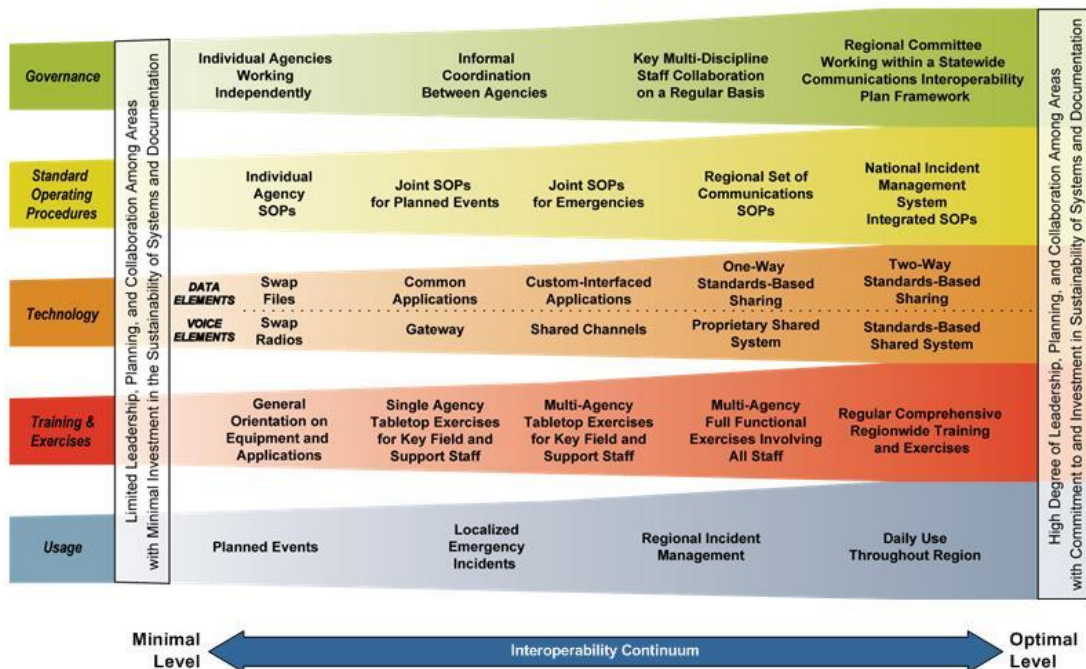 Limited Leadership, Planning, and Collaboration Among Areas
with Minimal Investment in the Sustainability of Systems and Documentation
Governance
Individual Agencies
Working
Independently
Informal
Coordination
Between Agencies
Key Multi-Discipline
Staff Collaboration
on a Regular Basis
Regional Committee
Working within a Statewide
Communications Interoperability
Plan Framework
Standard
Operating
Procedures
Individual
Agency
SOPs
Joint SOPs
for Planned Events
Joint SOPs
for Emergencies
Regional Set of
Communications
SOPs
National Incident
Management
System
Integrated SOPs
Technology
DATA
ELEMENTS
Swap
Files
Common
Applications
Custom-Interfaced
Applications
One-Way
Standards-Based
Sharing
Two-Way
Standards-Based
Sharing
VOICE
ELEMENTS
Swap
Radios
Gateway
Shared Channels
Proprietary Shared
System
Standards-Based
Shared System
Training &
Exercises
General
Orientation on
Equipment and
Applications
Single Agency
Tabletop Exercises
for Key Field and
Support Staff
Multi-Agency
Tabletop Exercises
for Key Field and
Support Staff
Multi-Agency
Full Functional
Exercises Involving
All Staff
Regular Comprehensive
Regionwide Training
and Exercises
Usage
Planned Events
Localized
Emergency
Incidents
Regional Incident
Management
Daily Use
Throughout Region
High Degree of Leadership, Planning, and Collaboration Among Areas
with Commitment to and Investment in Sustainability of Systems and Documentation
Minimal
Level
Interoperability Continuum
Optimal
Level